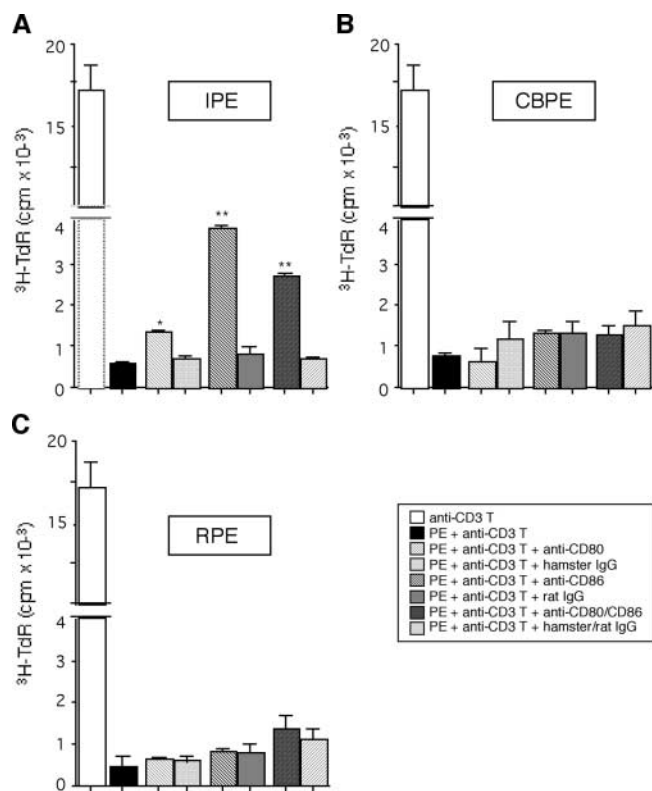 A
B
20
15
4
3
2
1
0
³H-TdR (cpm x 10⁻³)
IPE
*
**
**
20
15
4
3
2
1
0
³H-TdR (cpm x 10⁻³)
CBPE
C
20
15
4
3
2
1
0
³H-TdR (cpm x 10⁻³)
RPE
anti-CD3 T
PE + anti-CD3 T
PE + anti-CD3 T + anti-CD80
PE + anti-CD3 T + hamster IgG
PE + anti-CD3 T + anti-CD86
PE + anti-CD3 T + rat IgG
PE + anti-CD3 T + anti-CD80/CD86
PE + anti-CD3 T + hamster/rat IgG